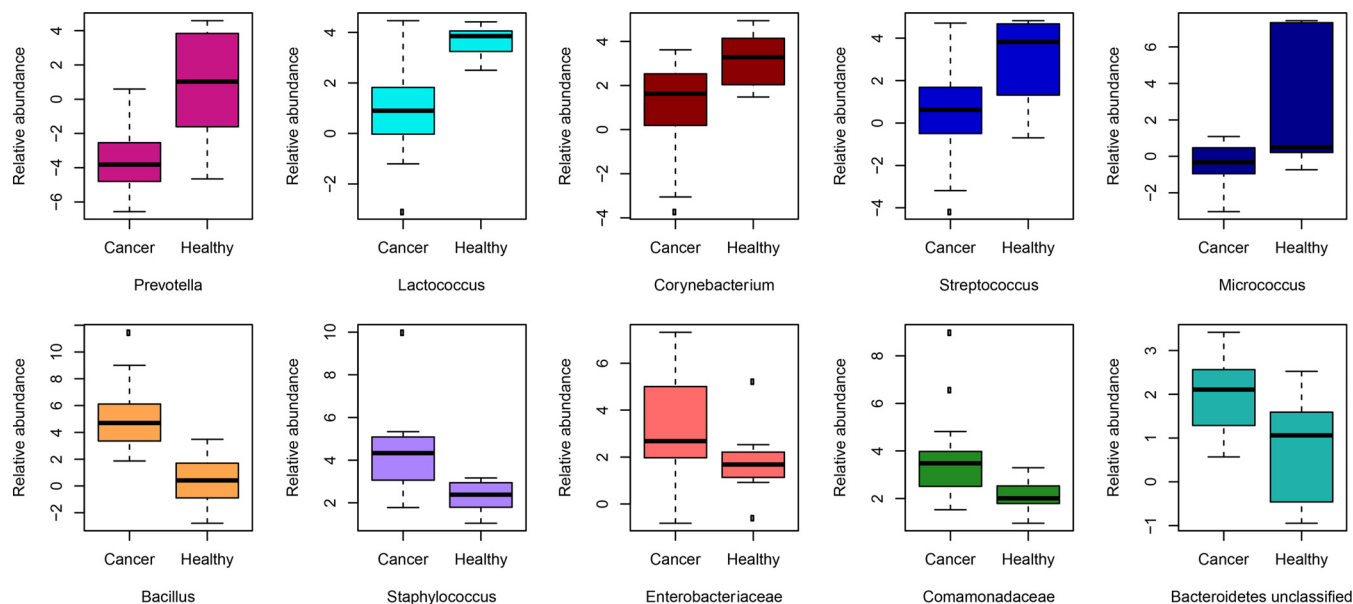 Relative abundance
4
2
0
−2
−4
−6
Cancer Healthy
Prevotella
Relative abundance
4
2
0
−2
Cancer Healthy
Lactococcus
Relative abundance
4
2
0
−2
−4
Cancer Healthy
Corynebacterium
Relative abundance
4
2
0
−2
−4
Cancer Healthy
Streptococcus
Relative abundance
6
4
2
0
−2
Cancer Healthy
Micrococcus
Relative abundance
10
8
6
4
2
0
−2
Cancer Healthy
Bacillus
Relative abundance
10
8
6
4
2
Cancer Healthy
Staphylococcus
Relative abundance
6
4
2
0
Cancer Healthy
Enterobacteriaceae
Relative abundance
8
6
4
2
Cancer Healthy
Comamonadaceae
Relative abundance
3
2
1
0
−1
Cancer Healthy
Bacteroidetes unclassified